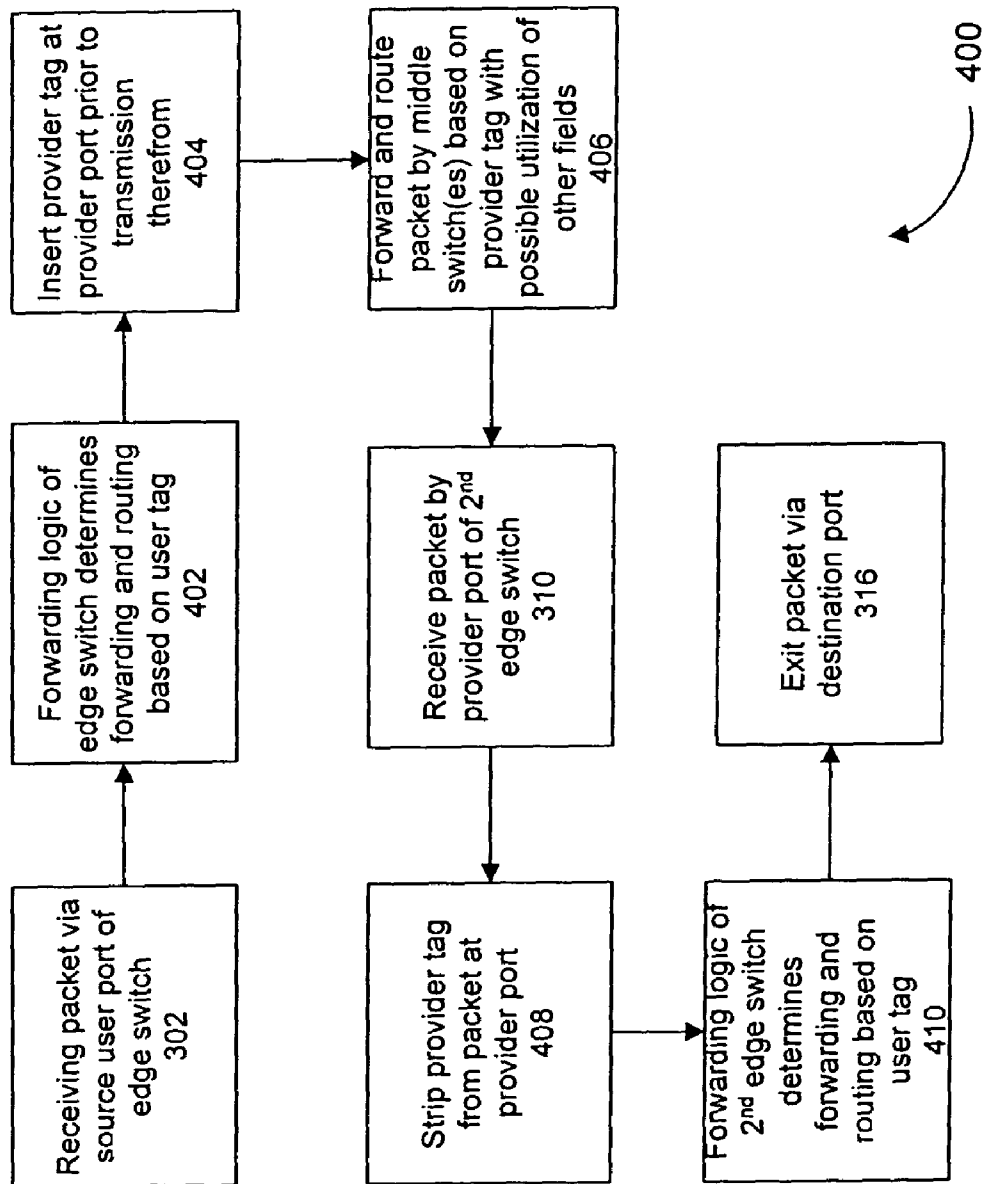 Receiving packet via
source user port of
edge switch
302
Forwarding logic of
edge switch determines
forwarding and routing
based on user tag
402
Insert provider tag at
provider port prior to
transmission
therefrom
404
Forward and route
packet by middle
switch(es) based on
provider tag with
possible utilization of
other fields
406
Receive packet by
provider port of 2nd
edge switch
310
Strip provider tag
from packet at
provider port
408
Forwarding logic of
2nd edge switch
determines
forwarding and
routing based on
user tag
410
Exit packet via
destination port
316
400